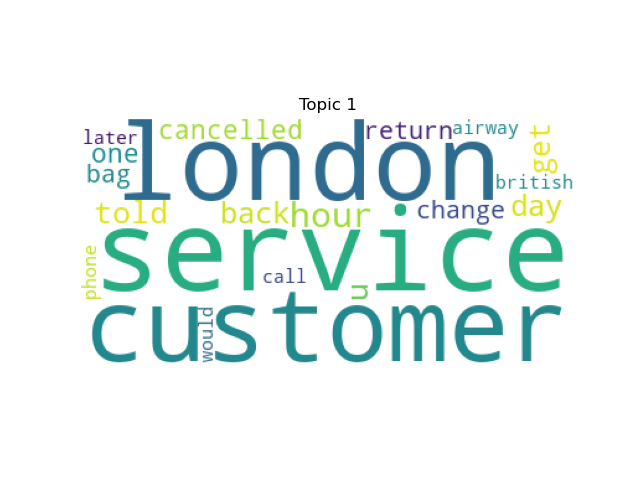 Topic 1
later cancelled return airway
london
one
get
bag british
told back hour change day
service
phone
call
u
customer
would